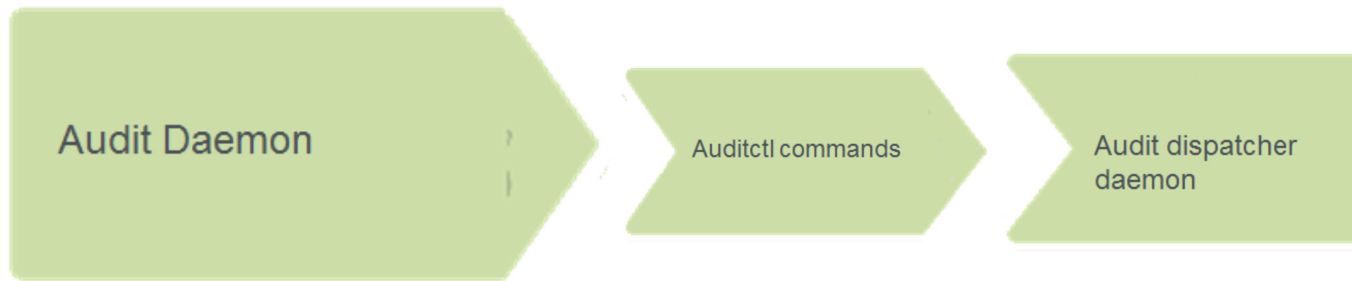 Audit Daemon
Auditctl commands
Audit dispatcher
daemon